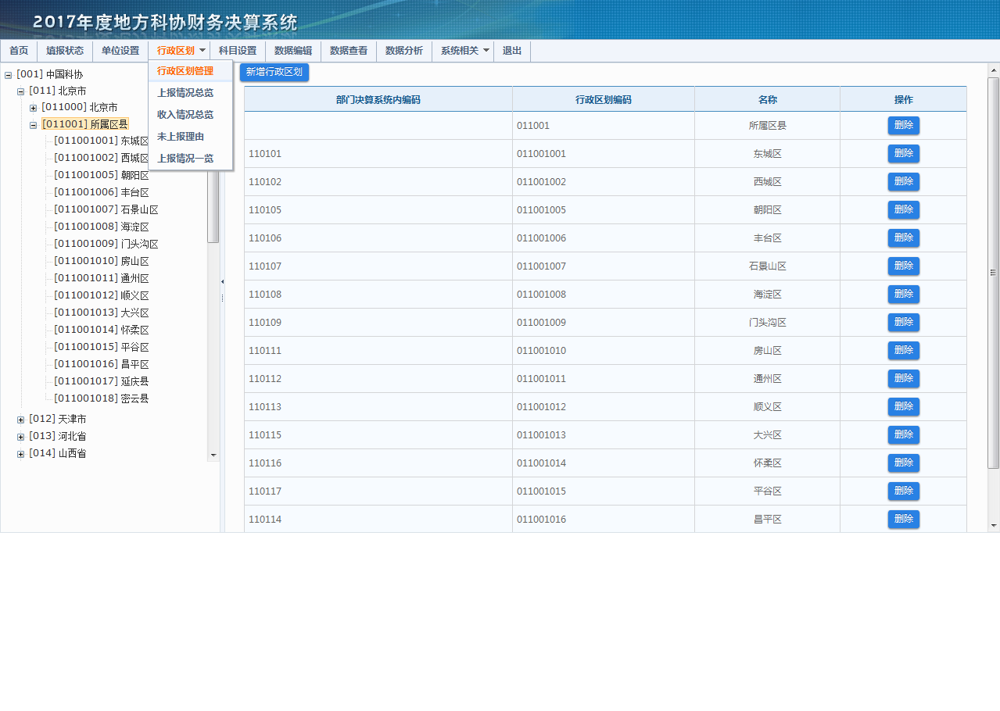 2017年度地方科协财务决算系统
首页 填报状态 单位设置 行政区划 科目设置 数据编辑 数据查看 数据分析 系统相关 退出
行政区划管理
上报情况总览
收入情况总览
未上报理由
上报情况一览
[001] 中国科协
[011] 北京市
[011000] 北京市
[011001] 所属区县
[011001001] 东城区
[011001002] 西城区
[011001005] 朝阳区
[011001006] 丰台区
[011001007] 石景山区
[011001008] 海淀区
[011001009] 门头沟区
[011001010] 房山区
[011001011] 通州区
[011001012] 顺义区
[011001013] 大兴区
[011001014] 怀柔区
[011001015] 平谷区
[011001016] 昌平区
[011001017] 延庆县
[011001018] 密云县
[012] 天津市
[013] 河北省
[014] 山西省
新增行政区划
部门决算系统内编码 行政区划编码 名称 操作
011001 所属区县 删除
110101 011001001 东城区 删除
110102 011001002 西城区 删除
110105 011001005 朝阳区 删除
110106 011001006 丰台区 删除
110107 011001007 石景山区 删除
110108 011001008 海淀区 删除
110109 011001009 门头沟区 删除
110111 011001010 房山区 删除
110112 011001011 通州区 删除
110113 011001012 顺义区 删除
110115 011001013 大兴区 删除
110116 011001014 怀柔区 删除
110117 011001015 平谷区 删除
110114 011001016 昌平区 删除